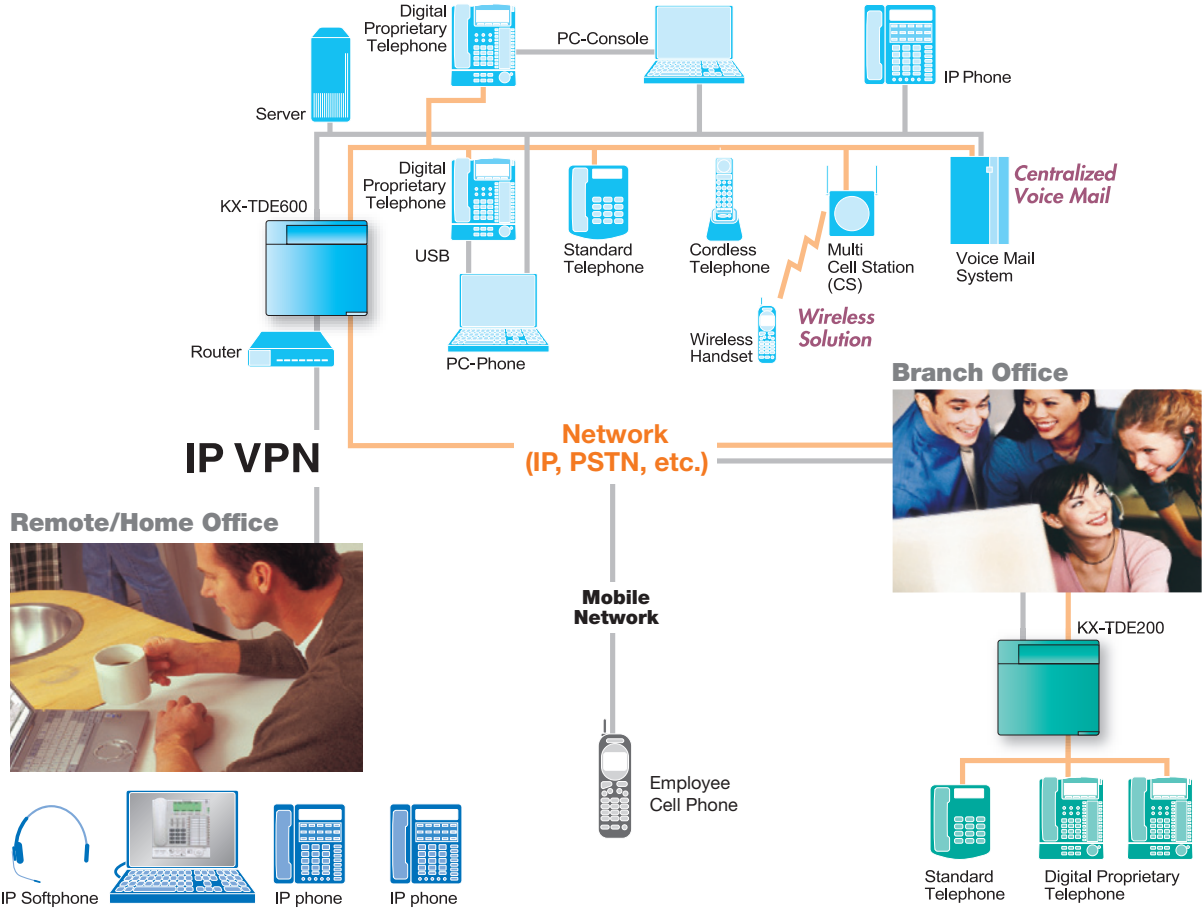 Digital
Proprietary
Telephone
PC-Console
IP Phone
Server
Digital
Proprietary
Telephone
Centralized
Voice Mail
KX-TDE600
USB
Standard
Telephone
Cordless
Telephone
Multi
Cell Station
(CS)
Voice Mail
System
Wireless
Solution
Wireless
Handset
Router
PC-Phone
Branch Office
IP VPN
Network
(IP, PSTN, etc.)
Remote/Home Office
Mobile
Network
KX-TDE200
Employee
Cell Phone
IP Softphone
IP phone
IP phone
Standard
Telephone
Digital Proprietary
Telephone